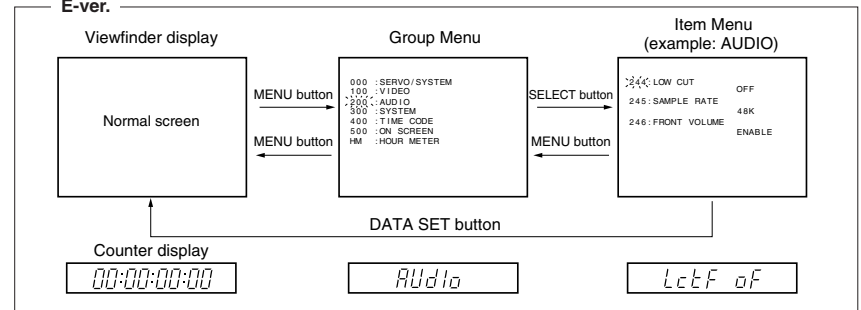 E-ver.
Viewfinder display
Normal screen
MENU button
MENU button
Group Menu
000 : SERVO/SYSTEM
100 : VIDEO
200 : AUDIO
300 : SYSTEM
400 : TIME CODE
500 : ON SCREEN
HM : HOUR METER
SELECT button
MENU button
Item Menu
(example: AUDIO)
244: LOW CUT
OFF
245: SAMPLE RATE
48K
246: FRONT VOLUME
ENABLE
DATA SET button
Counter display
00:00:00:00
AUdIo
LctF oF